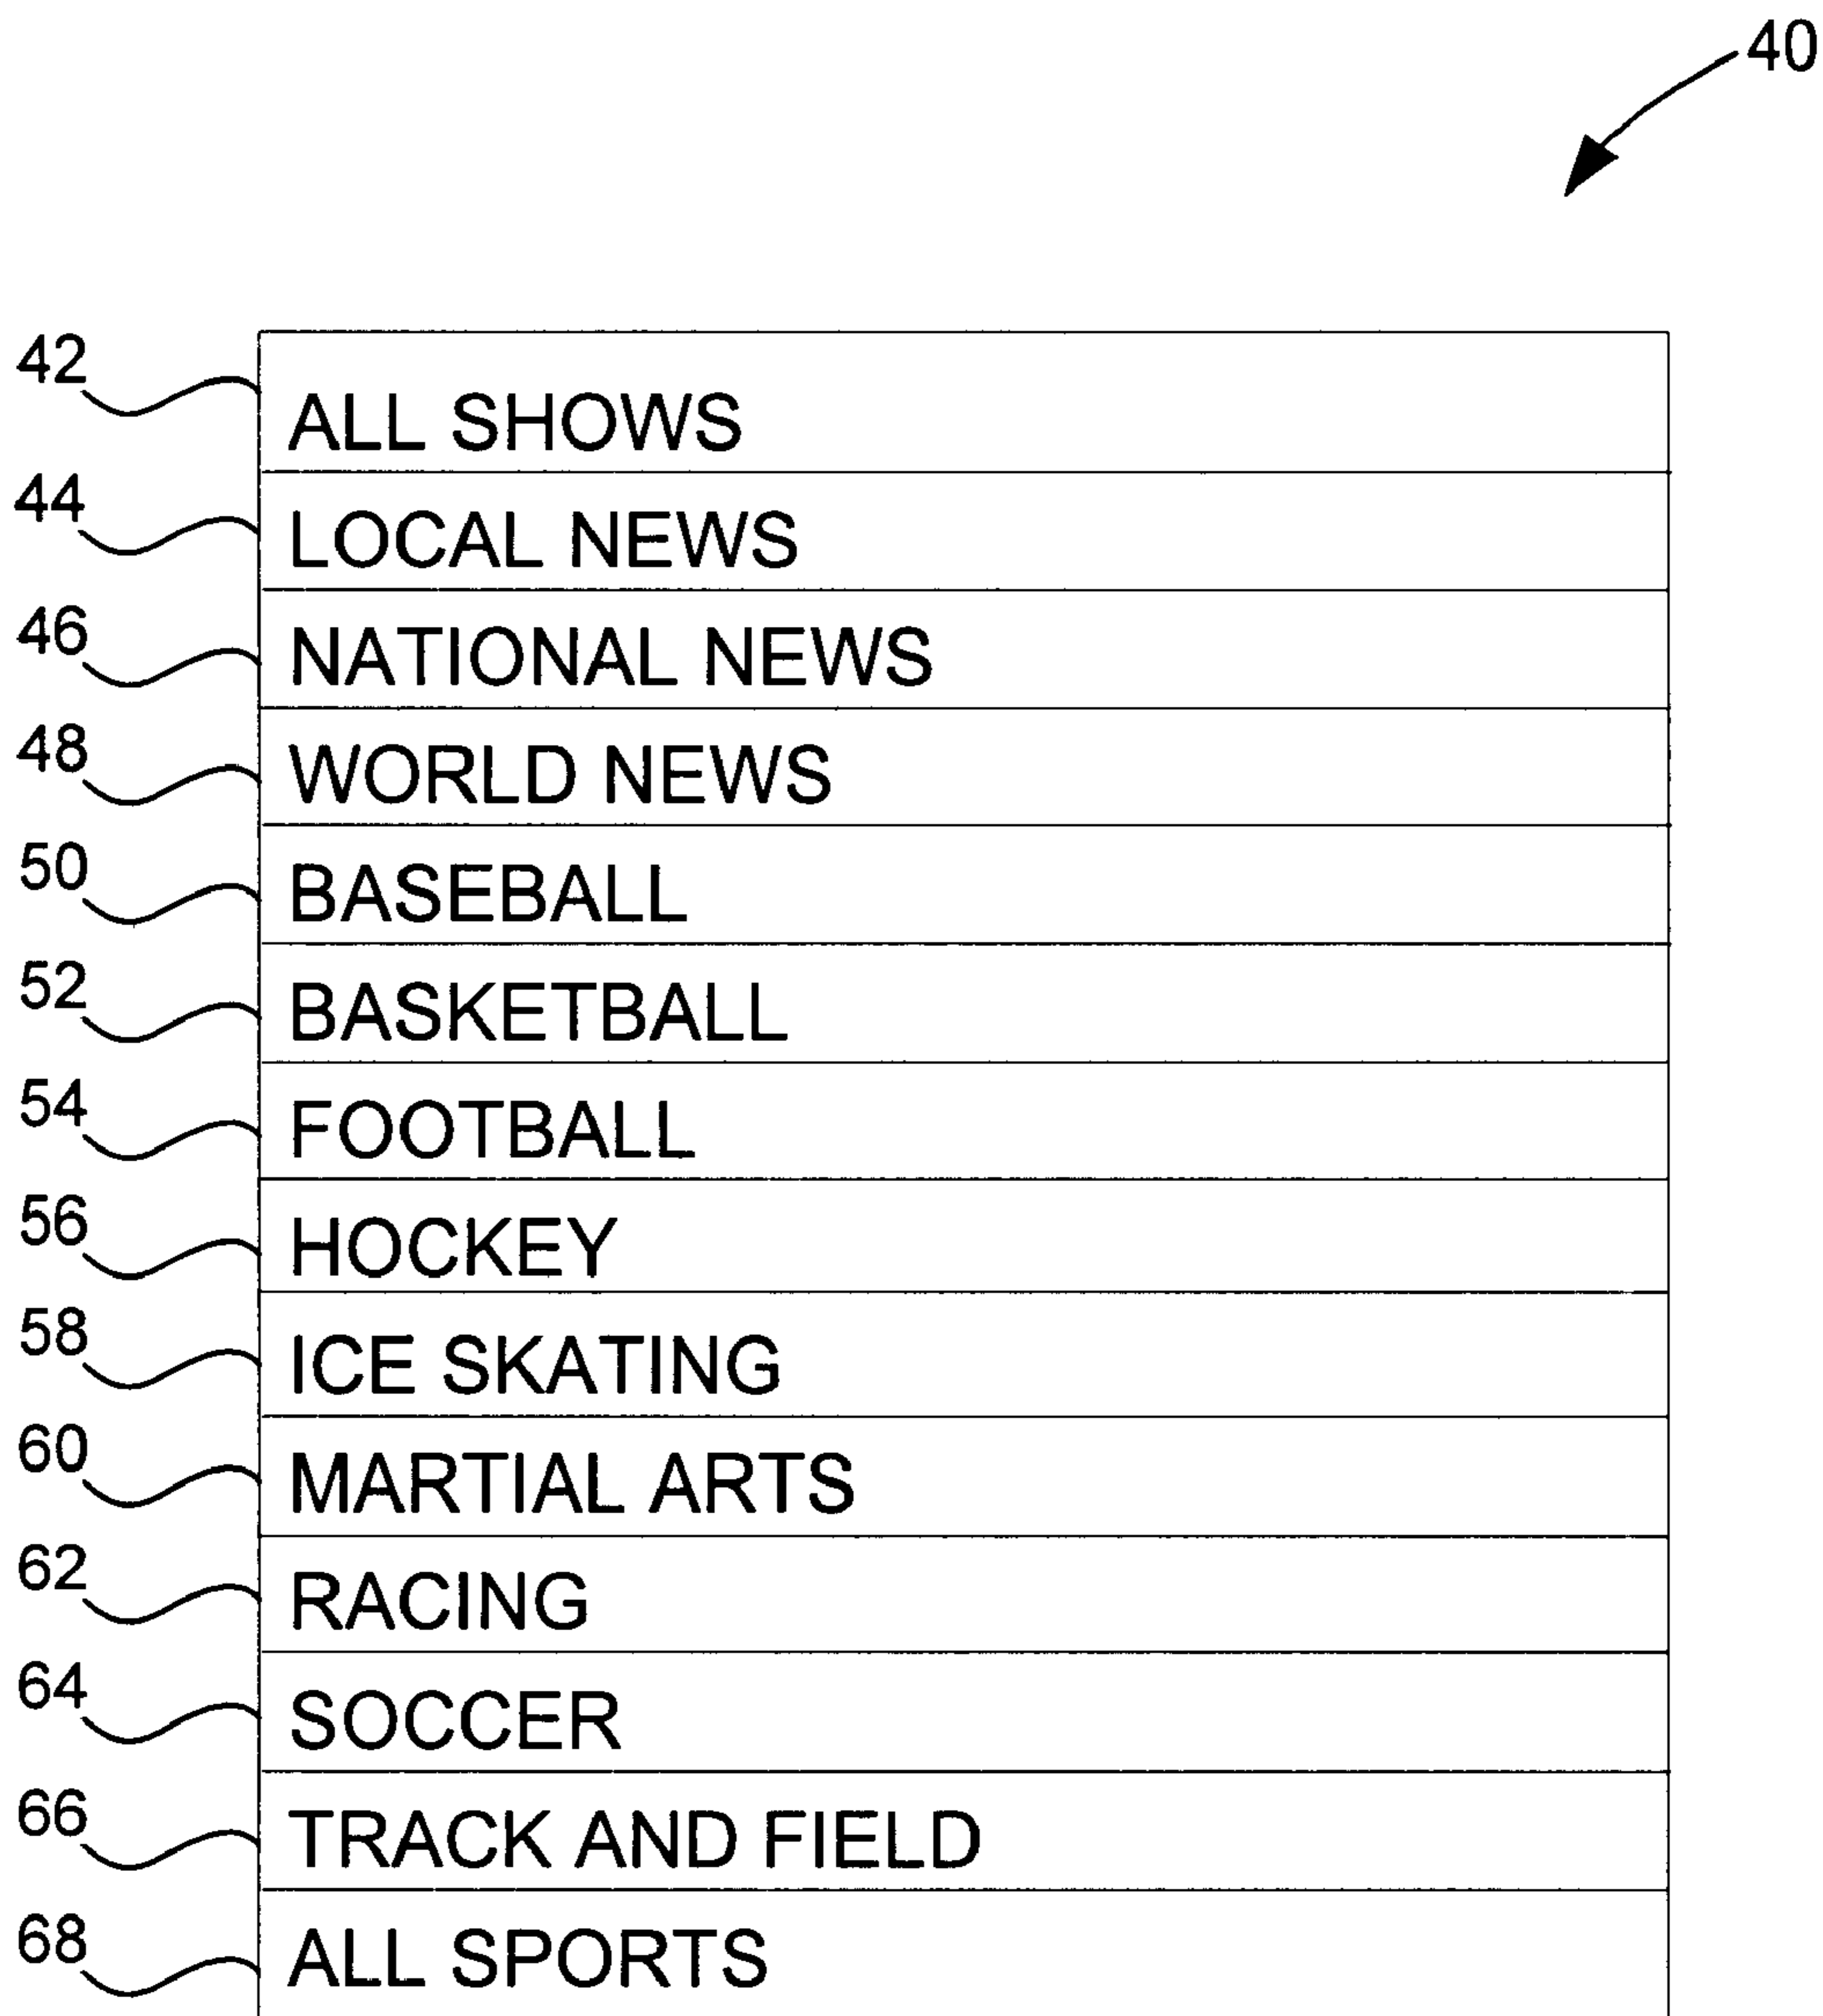 40
42 ALL SHOWS
44 LOCAL NEWS
46 NATIONAL NEWS
48 WORLD NEWS
50 BASEBALL
52 BASKETBALL
54 FOOTBALL
56 HOCKEY
58 ICE SKATING
60 MARTIAL ARTS
62 RACING
64 SOCCER
66 TRACK AND FIELD
68 ALL SPORTS